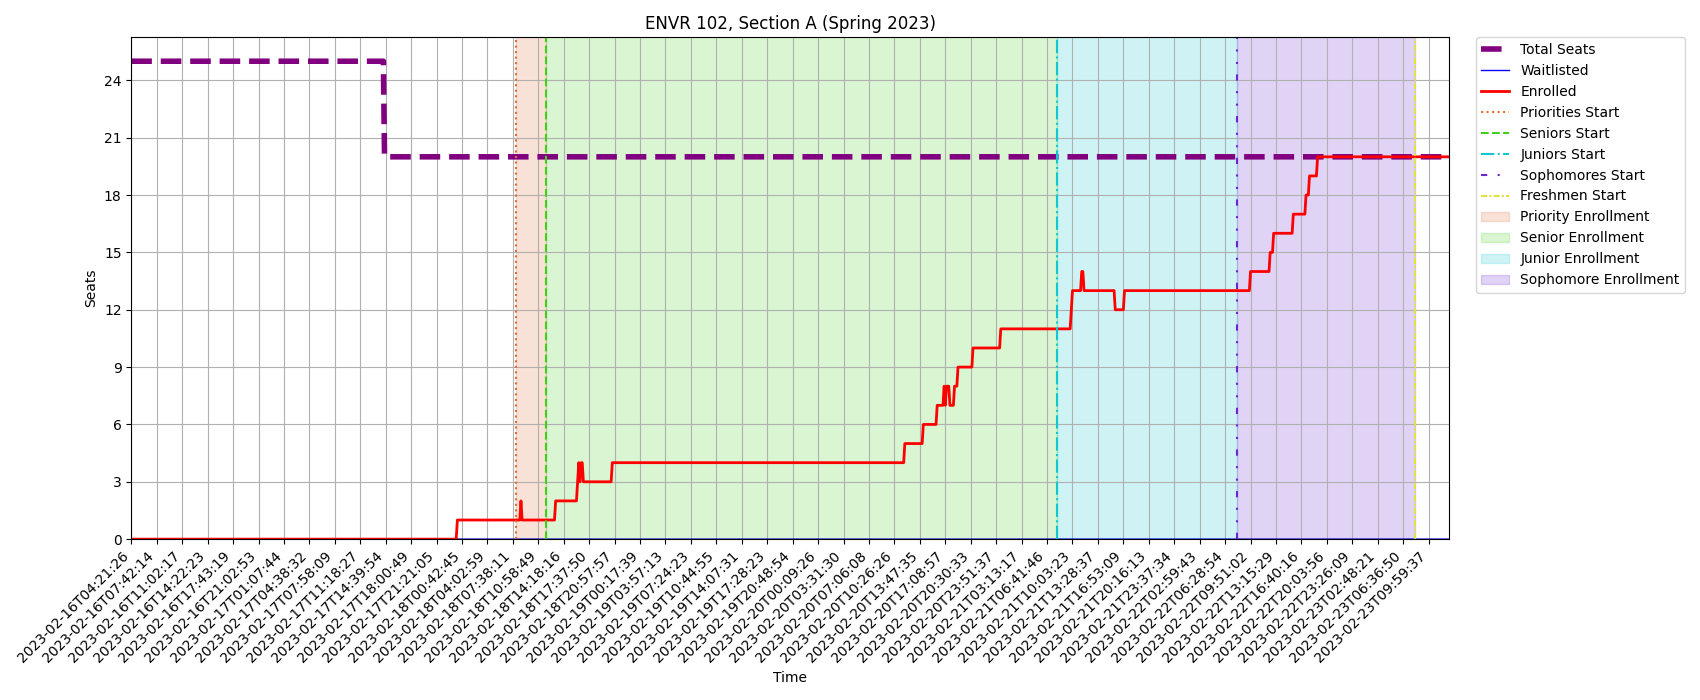 ENVR 102, Section A (Spring 2023)
Seats
24
21
18
15
12
9
6
3
0
2023-02-16T04:21:26
2023-02-16T07:42:14
2023-02-16T11:02:17
2023-02-16T14:22:23
2023-02-16T17:43:19
2023-02-16T21:02:53
2023-02-17T01:07:44
2023-02-17T04:38:32
2023-02-17T07:58:09
2023-02-17T11:18:27
2023-02-17T14:39:54
2023-02-17T18:00:49
2023-02-17T21:21:05
2023-02-18T00:42:45
2023-02-18T04:02:59
2023-02-18T07:38:11
2023-02-18T10:58:49
2023-02-18T14:18:16
2023-02-18T17:37:50
2023-02-18T20:57:57
2023-02-19T00:17:39
2023-02-19T03:57:13
2023-02-19T07:24:23
2023-02-19T10:44:55
2023-02-19T14:07:31
2023-02-19T17:28:23
2023-02-19T20:48:54
2023-02-20T00:09:26
2023-02-20T03:31:30
2023-02-20T07:06:08
2023-02-20T10:26:26
2023-02-20T13:47:35
2023-02-20T17:08:57
2023-02-20T20:30:33
2023-02-20T23:51:37
2023-02-21T03:13:17
2023-02-21T06:41:46
2023-02-21T10:03:23
2023-02-21T13:28:37
2023-02-21T16:53:09
2023-02-21T20:16:13
2023-02-21T23:37:34
2023-02-22T02:59:43
2023-02-22T06:28:54
2023-02-22T09:51:02
2023-02-22T13:15:29
2023-02-22T16:40:16
2023-02-22T20:03:56
2023-02-22T23:26:09
2023-02-23T02:48:21
2023-02-23T06:36:50
2023-02-23T09:59:37
Time
Total Seats
Waitlisted
Enrolled
Priorities Start
Seniors Start
Juniors Start
Sophomores Start
Freshmen Start
Priority Enrollment
Senior Enrollment
Junior Enrollment
Sophomore Enrollment